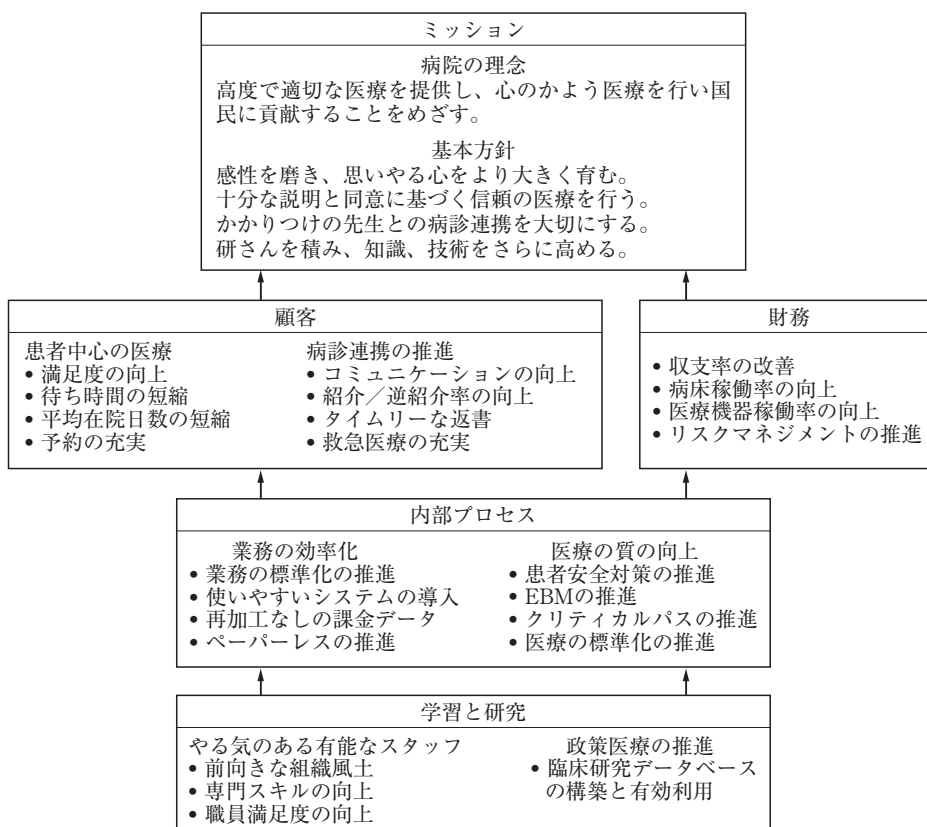 ミッション
病院の理念
高度で適切な医療を提供し、心のかよう医療を行い国
民に貢献することをめざす。
基本方針
感性を磨き、思いやる心をより大きく育む。
十分な説明と同意に基づく信頼の医療を行う。
かかりつけの先生との病診連携を大切にする。
研さんを積み、知識、技術をさらに高める。
顧客
患者中心の医療
• 満足度の向上
• 待ち時間の短縮
• 平均在院日数の短縮
• 予約の充実
病診連携の推進
• コミュニケーションの向上
• 紹介／逆紹介率の向上
• タイムリーな返書
• 救急医療の充実
財務
• 収支率の改善
• 病床稼働率の向上
• 医療機器稼働率の向上
• リスクマネジメントの推進
内部プロセス
業務の効率化
• 業務の標準化の推進
• 使いやすいシステムの導入
• 再加工なしの課金データ
• ペーパーレスの推進
医療の質の向上
• 患者安全対策の推進
• EBMの推進
• クリティカルパスの推進
• 医療の標準化の推進
学習と研究
やる気のある有能なスタッフ
• 前向きな組織風土
• 専門スキルの向上
• 職員満足度の向上
政策医療の推進
• 臨床研究データベース
の構築と有効利用